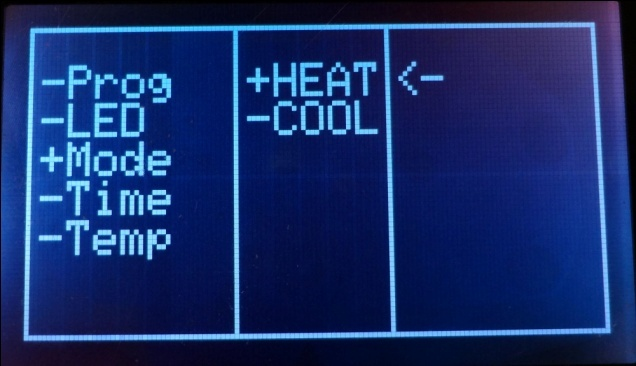 -Prog
-LED
+Mode
-Time
-Temp
+HEAT <-
-COOL